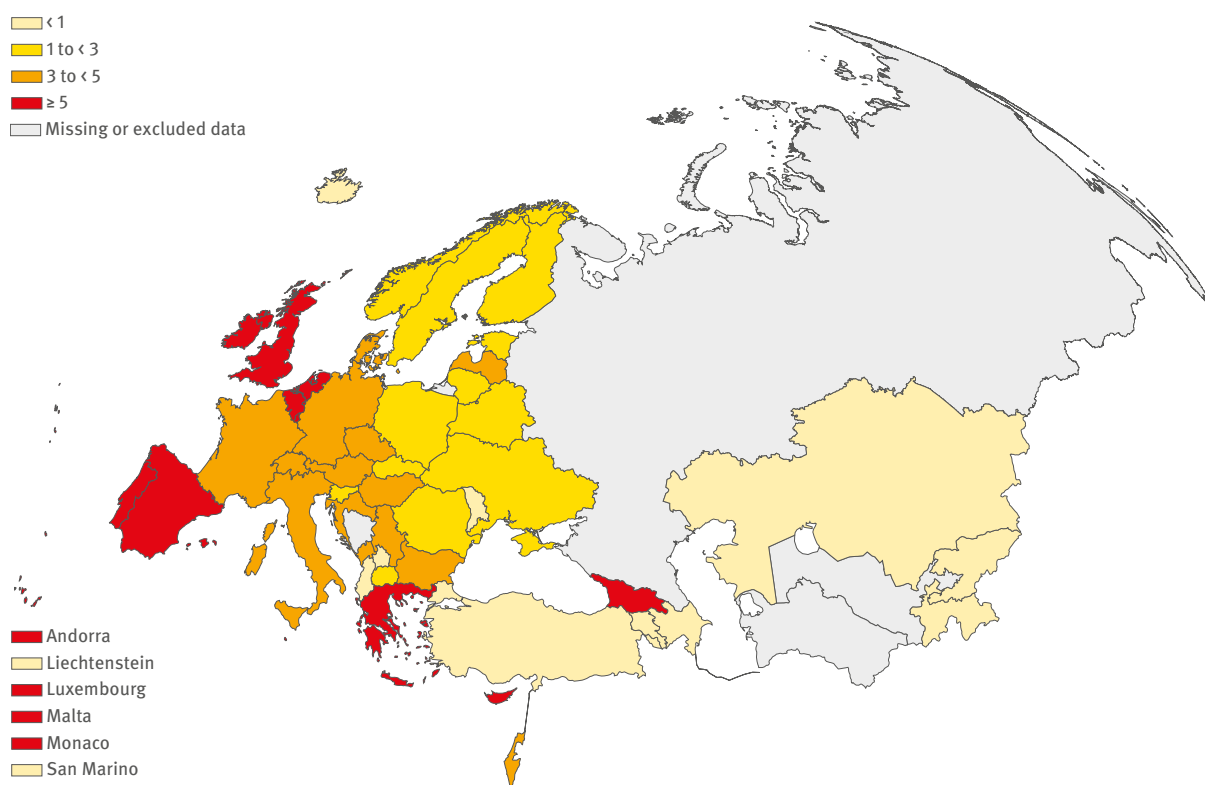 < 1
1 to < 3
3 to < 5
≥ 5
Missing or excluded data
Andorra
Liechtenstein
Luxembourg
Malta
Monaco
San Marino